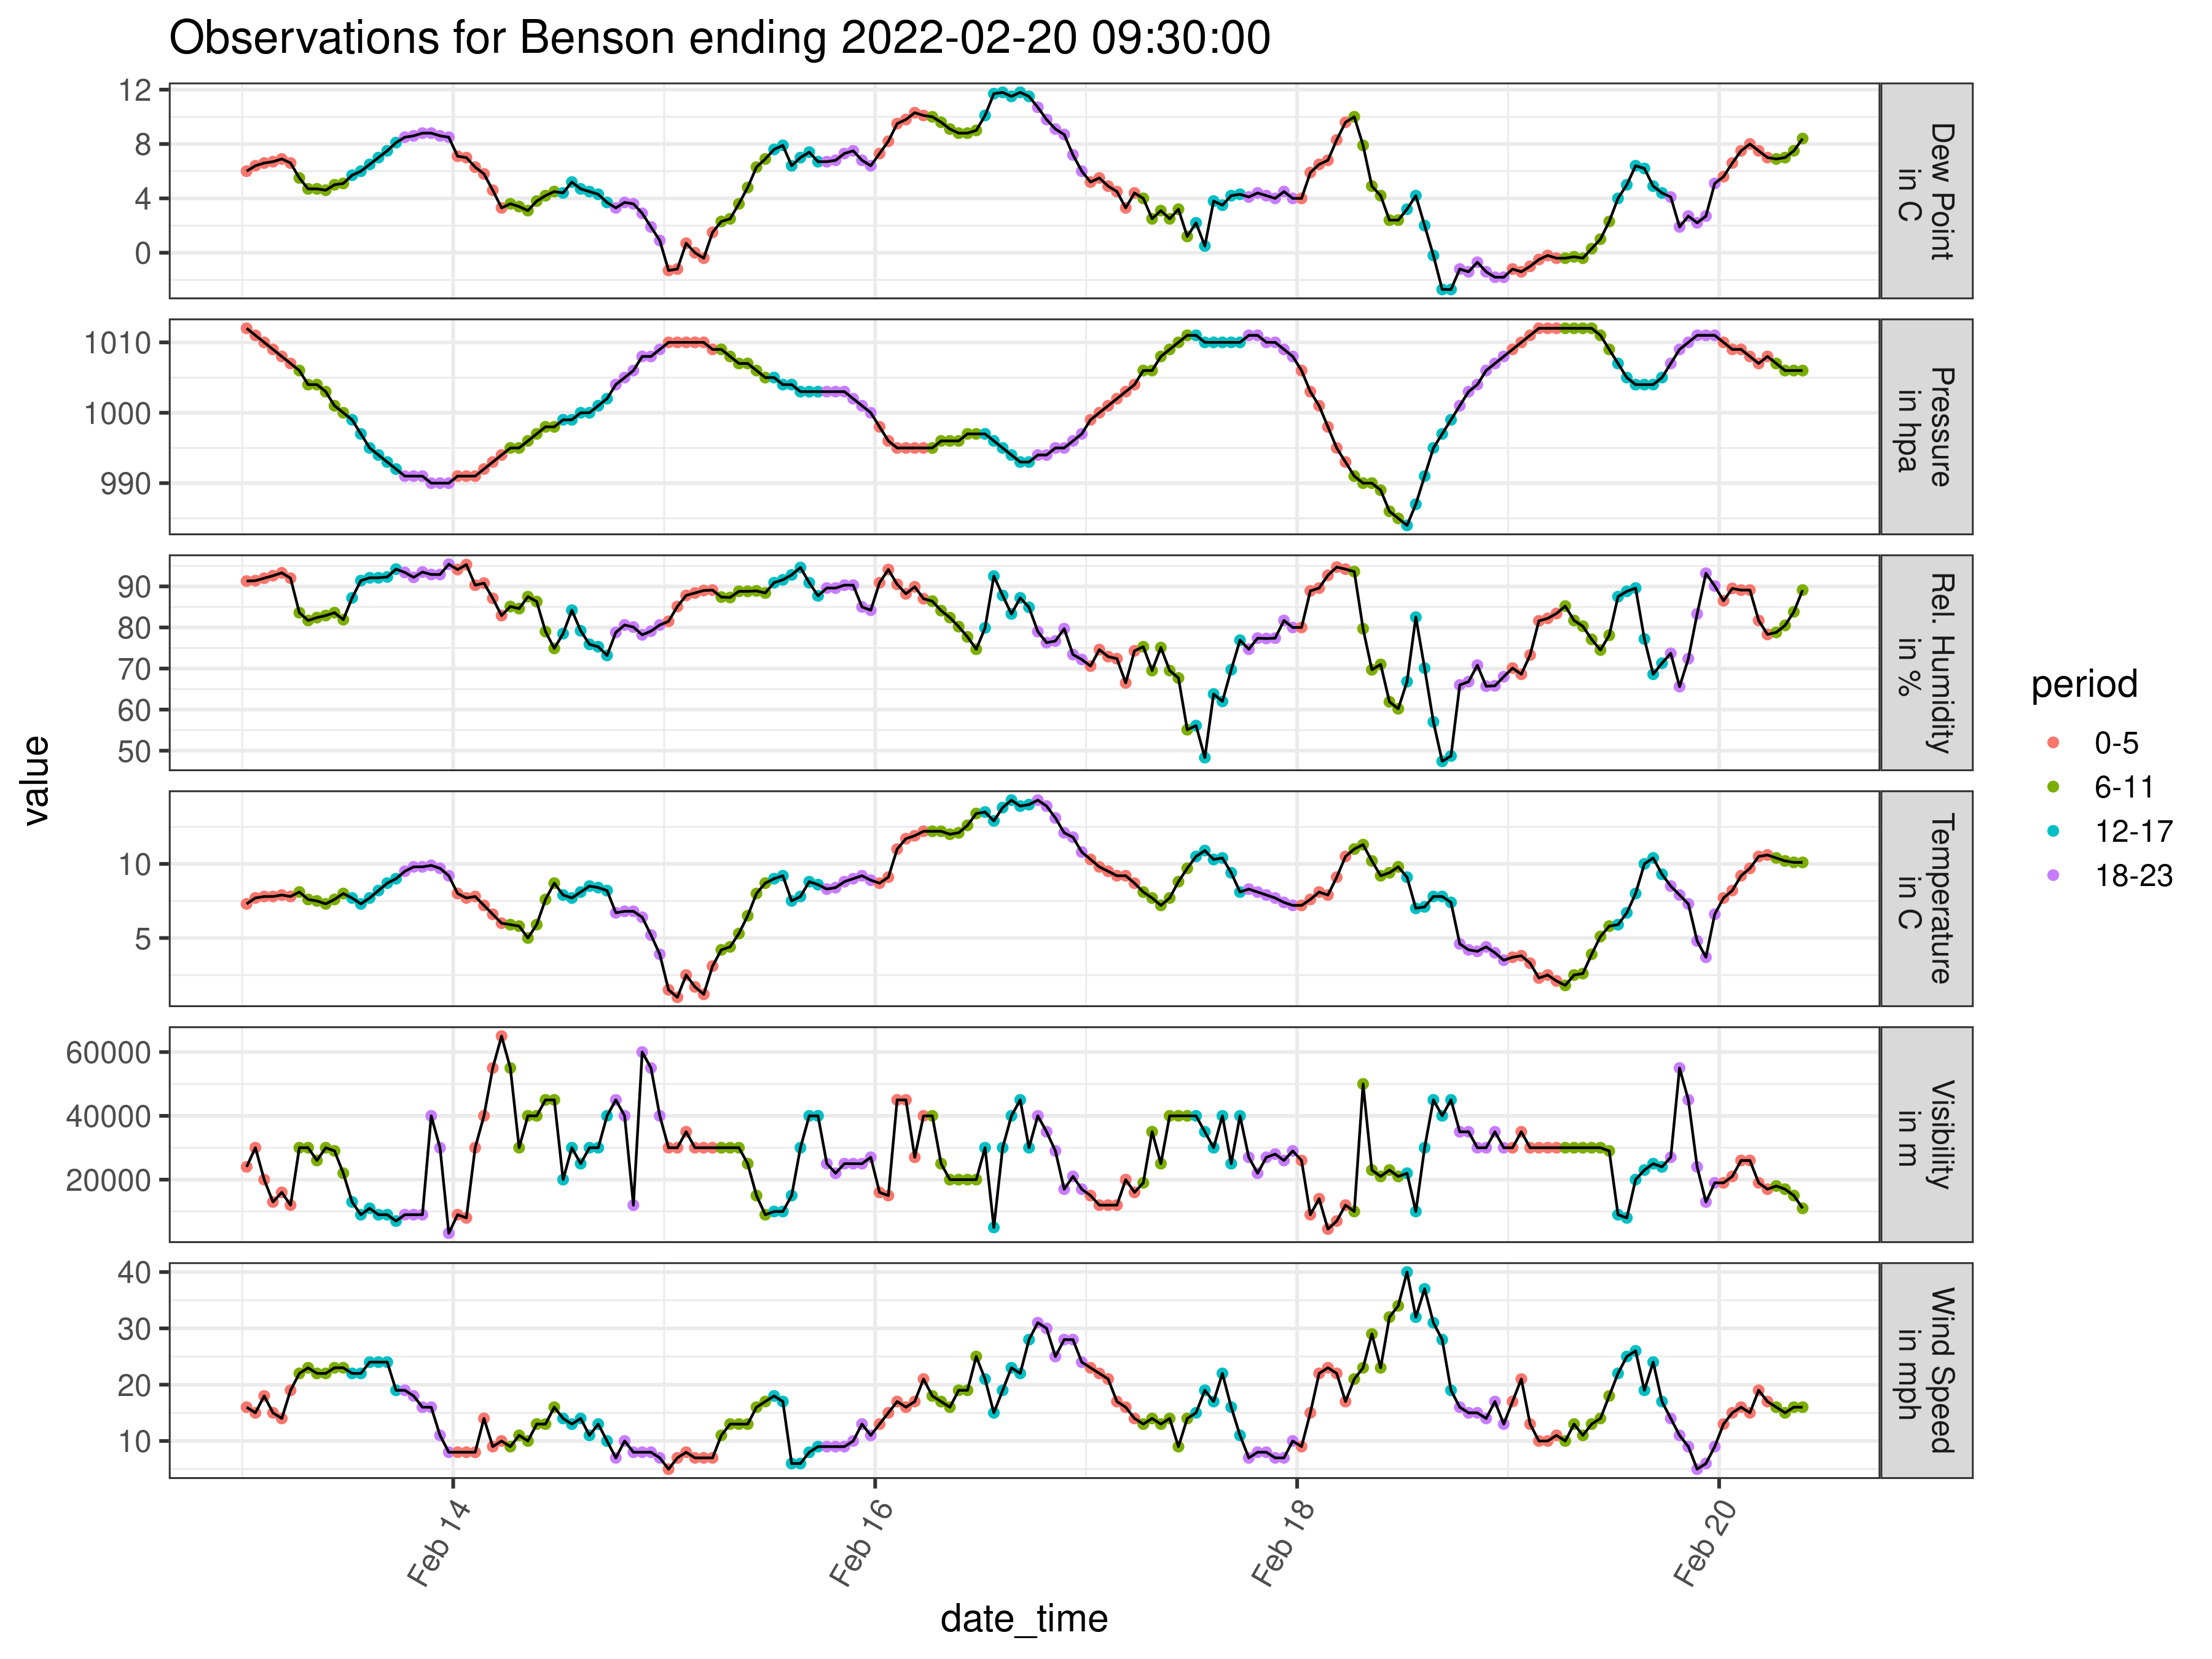 Observations for Benson ending 2022-02-20 09:30:00
value
12
8
4
0
Dew Point
in C
1010
1000
990
Pressure
in hpa
90
80
70
60
50
Rel. Humidity
in %
10
5
Temperature
in C
60000
40000
20000
Visibility
in m
40
30
20
10
Wind Speed
in mph
Feb 14
Feb 16
Feb 18
Feb 20
date_time
period
0-5
6-11
12-17
18-23